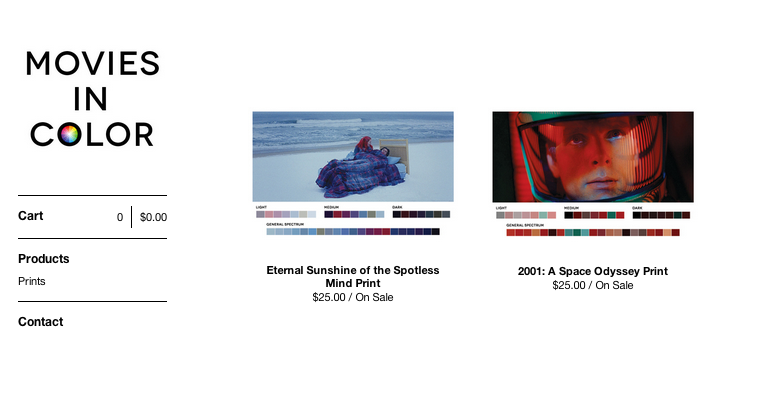 MOVIES
IN
COLOR
Cart 0 $0.00
Products
Prints
Contact
LIGHT MEDIUM DARK
GENERAL SPECTRUM
Eternal Sunshine of the Spotless
Mind Print
$25.00 / On Sale
LIGHT MEDIUM DARK
GENERAL SPECTRUM
2001: A Space Odyssey Print
$25.00 / On Sale